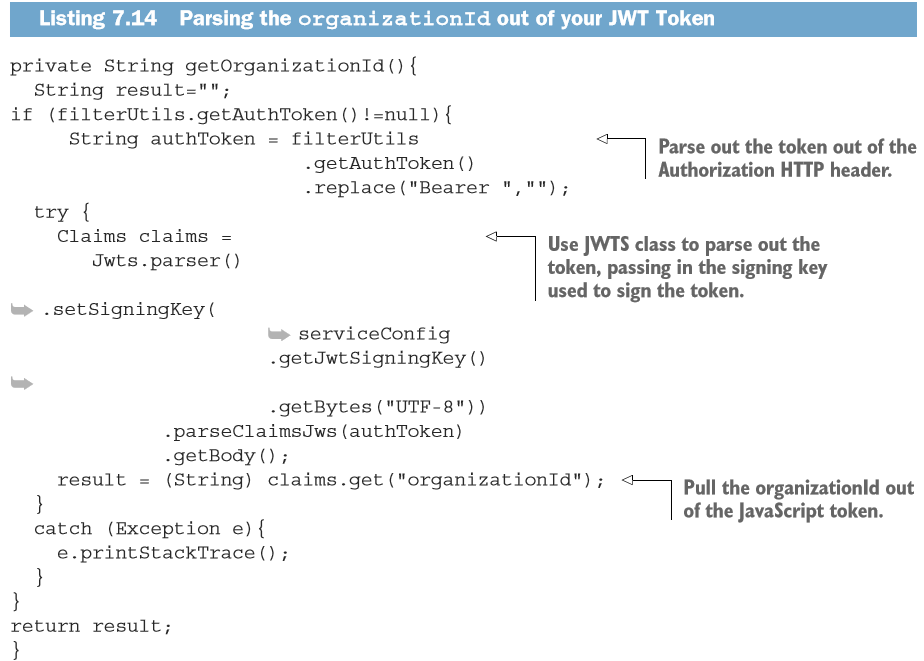 Listing 7.14 Parsing the organizationId out of your JWT Token
private String getOrganizationId(){
String result="";
if (filterUtils.getAuthToken()!=null){
String authToken = filterUtils
.getAuthToken()
.replace("Bearer ","");
Parse out the token out of the
Authorization HTTP header.
try {
Claims claims =
Jwts.parser()
Use JWTS class to parse out the
token, passing in the signing key
used to sign the token.
.setSigningKey(
serviceConfig
.getJwtSigningKey()
.getBytes("UTF-8"))
.parseClaimsJws(authToken)
.getBody();
result = (String) claims.get("organizationId");
Pull the organizationId out
of the JavaScript token.
}
catch (Exception e){
e.printStackTrace();
}
}
return result;
}